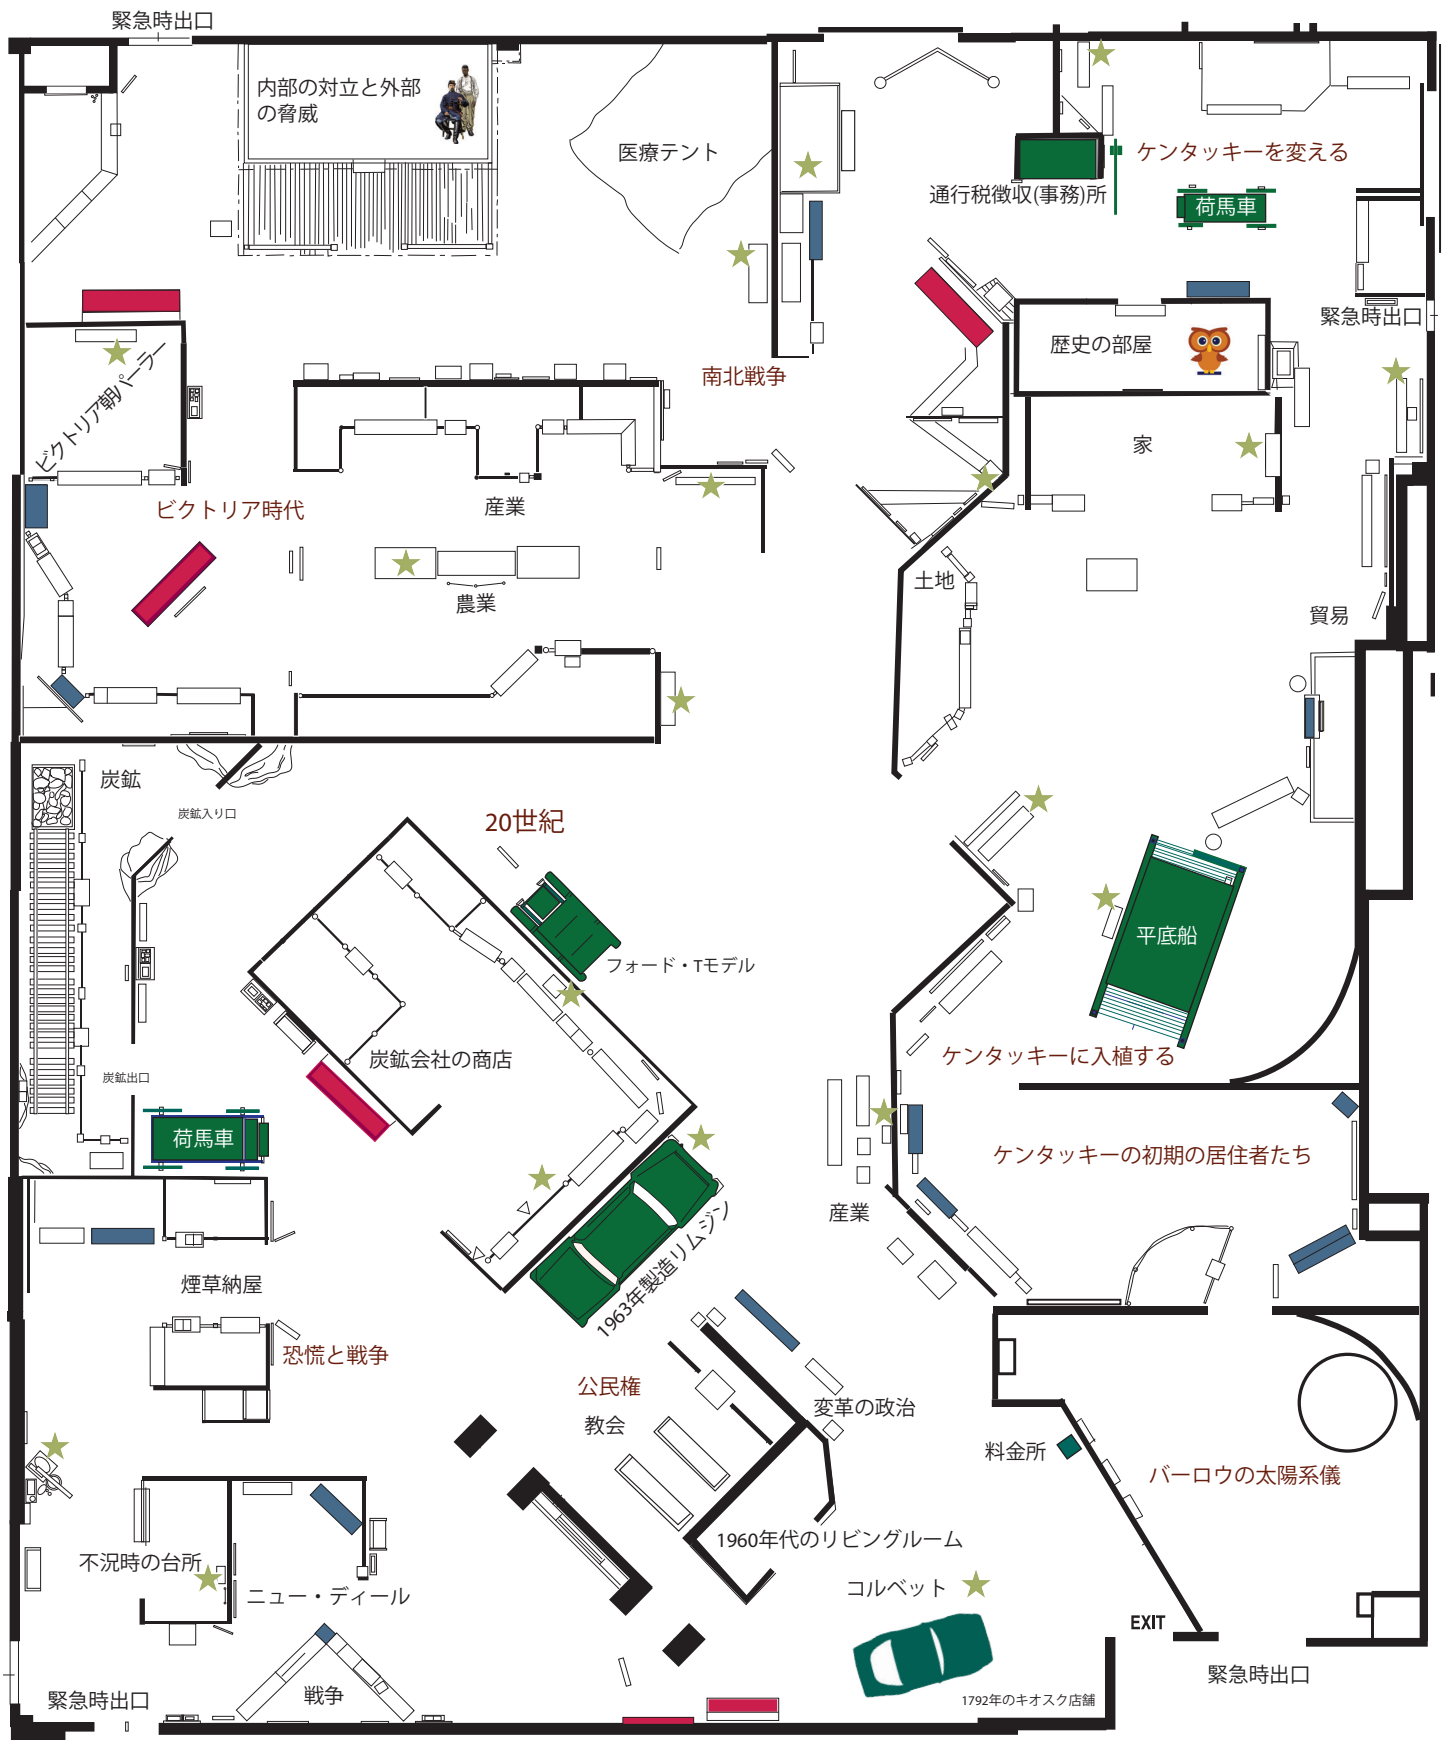 緊急時出口
内部の対立と外部
の脅威
医療テント
ケンタッキーを変える
通行税徴収(事務)所
荷馬車
緊急時出口
歴史の部屋
ビクトリア朝パーラー
南北戦争
家
ビクトリア時代
産業
土地
農業
貿易
炭鉱
炭鉱入り口
20世紀
平底船
フォード・Tモデル
炭鉱会社の商店
ケンタッキーに入植する
炭鉱出口
荷馬車
ケンタッキーの初期の居住者たち
産業
煙草納屋
1963年製造リムジン
恐慌と戦争
公民権
教会
変革の政治
料金所
バーロウの太陽系儀
1960年代のリビングルーム
不況時の台所
ニュー・ディール
コルベット
EXIT
緊急時出口
戦争
緊急時出口
1792年のキオスク店舗